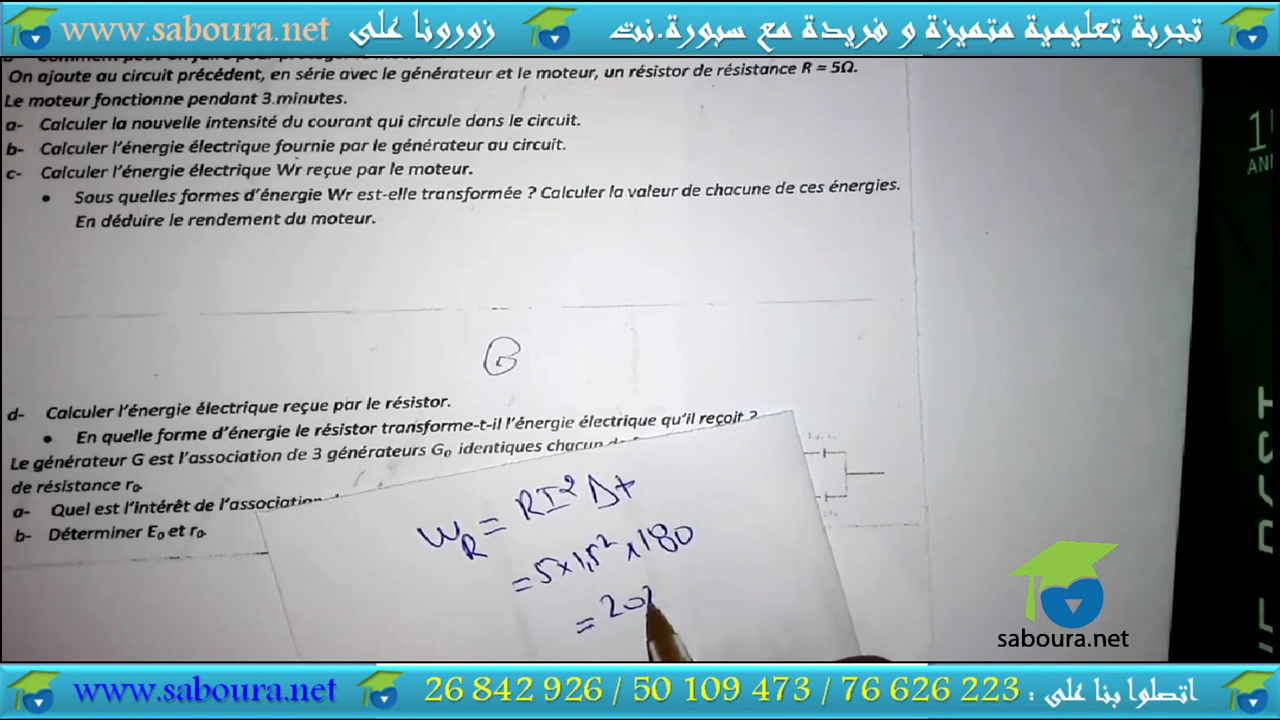 www.saboura.net زورونا على تجربة تعليمية متميزة و فريدة مع سبورة.نت
On ajoute au circuit précédent, en série avec le générateur et le moteur, un résistor de résistance R = 5Ω.
Le moteur fonctionne pendant 3 minutes.
a- Calculer la nouvelle intensité du courant qui circule dans le circuit.
b- Calculer l'énergie électrique fournie par le générateur au circuit.
c- Calculer l'énergie électrique Wr reçue par le moteur.
• Sous quelles formes d'énergie Wr est-elle transformée ? Calculer la valeur de chacune de ces énergies.
En déduire le rendement du moteur.
G
d- Calculer l'énergie électrique reçue par le résistor.
• En quelle forme d'énergie le résistor transforme-t-il l'énergie électrique qu'il reçoit ?
Le générateur G est l'association de 3 générateurs G₀ identiques chacun
de résistance r₀
a- Quel est l'intérêt de l'association
b- Déterminer E₀ et r₀.
W_R = RI² Δt
= 5 x 1,5² x 180
= 202
saboura.net
www.saboura.net 26 842 926 / 50 109 473 / 76 626 223 : اتصلوا بنا على